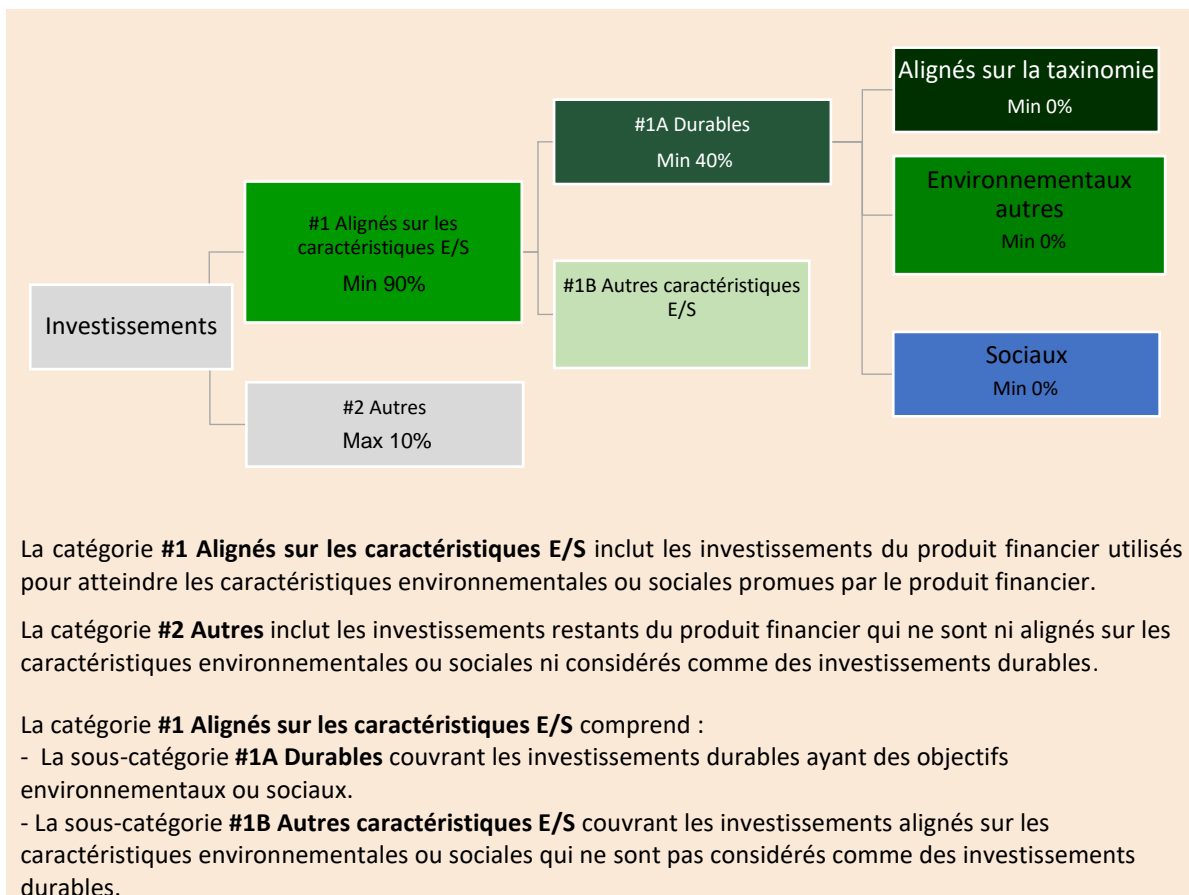 Investissements
#1 Alignés sur les
caractéristiques E/S
Min 90%
#2 Autres
Max 10%
#1A Durables
Min 40%
#1B Autres caractéristiques
E/S
Alignés sur la taxinomie
Min 0%
Environnementaux
autres
Min 0%
Sociaux
Min 0%
La catégorie #1 Alignés sur les caractéristiques E/S inclut les investissements du produit financier utilisés
pour atteindre les caractéristiques environnementales ou sociales promues par le produit financier.
La catégorie #2 Autres inclut les investissements restants du produit financier qui ne sont ni alignés sur les
caractéristiques environnementales ou sociales ni considérés comme des investissements durables.
La catégorie #1 Alignés sur les caractéristiques E/S comprend :
- La sous-catégorie #1A Durables couvrant les investissements durables ayant des objectifs
environnementaux ou sociaux.
- La sous-catégorie #1B Autres caractéristiques E/S couvrant les investissements alignés sur les
caractéristiques environnementales ou sociales qui ne sont pas considérés comme des investissements
durables.